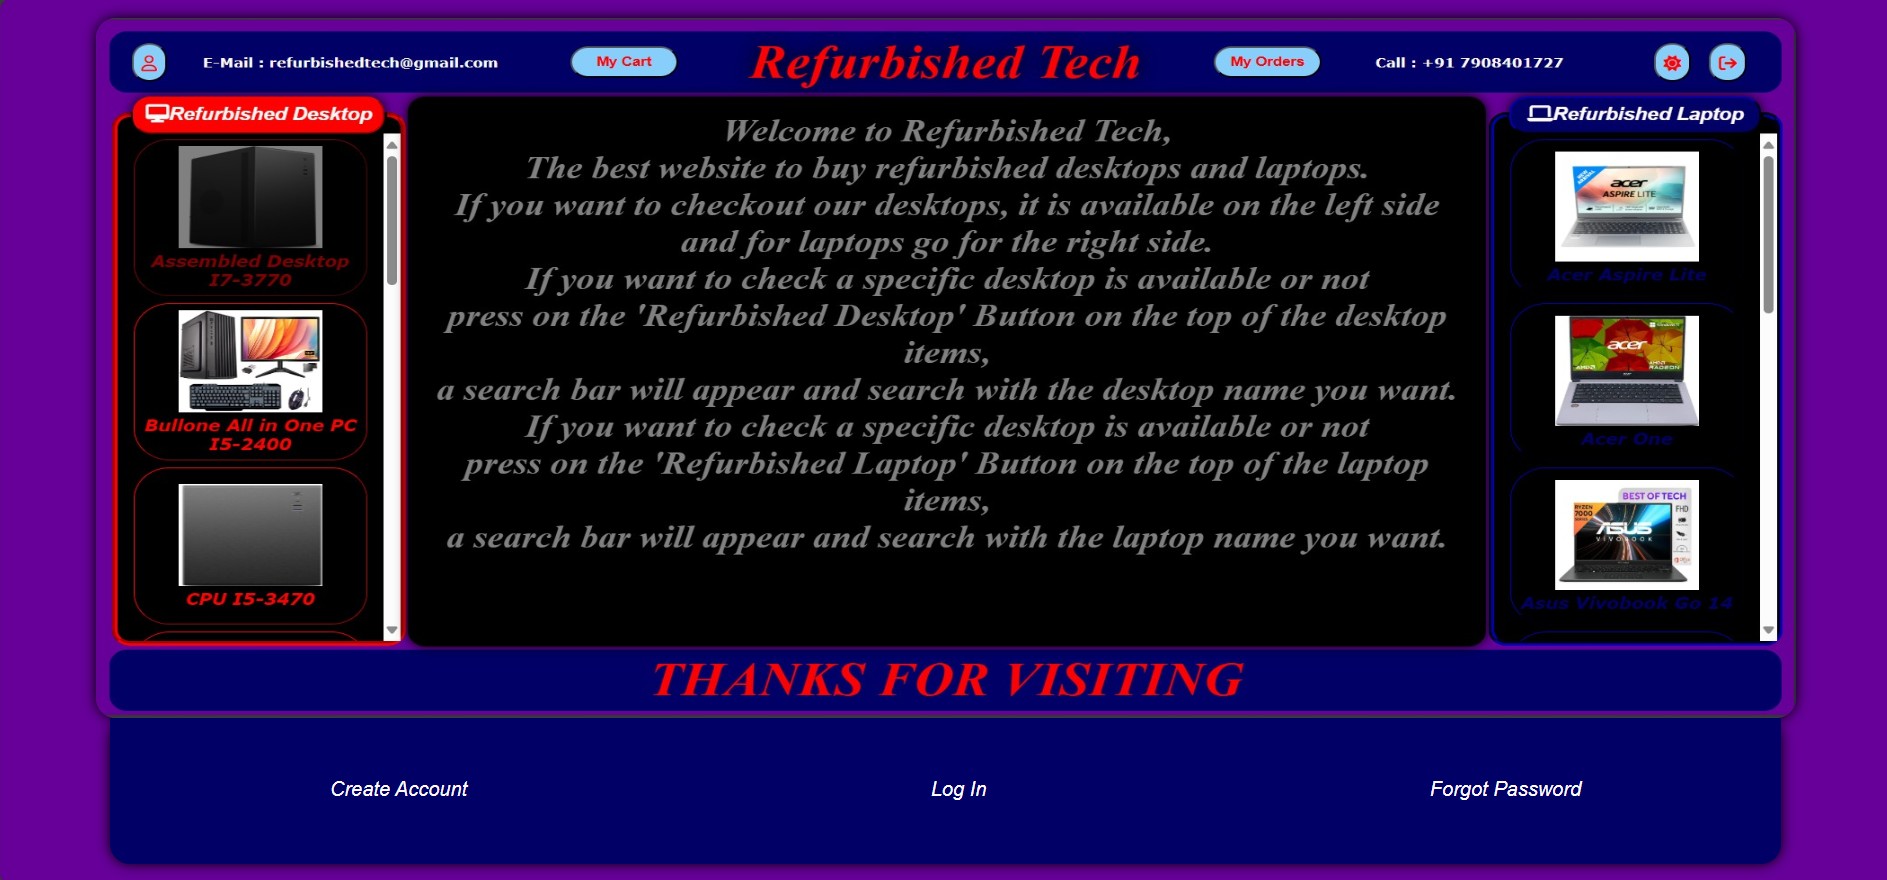 E-Mail : refurbishedtech@gmail.com
My Cart
Refurbished Tech
My Orders
Call : +91 7908401727
Refurbished Desktop
Assembled Desktop
I7-3770
Bullone All in One PC
I5-2400
CPU I5-3470
Welcome to Refurbished Tech,
The best website to buy refurbished desktops and laptops.
If you want to checkout our desktops, it is available on the left side
and for laptops go for the right side.
If you want to check a specific desktop is available or not
press on the 'Refurbished Desktop' Button on the top of the desktop
items,
a search bar will appear and search with the desktop name you want.
If you want to check a specific desktop is available or not
press on the 'Refurbished Laptop' Button on the top of the laptop
items,
a search bar will appear and search with the laptop name you want.
Refurbished Laptop
acer
ASPIRE LITE
Acer Aspire Lite
acer
Acer One
BEST OF TECH
RYZEN
7000
FHD
ASUS
VIVOBOOK
Asus Vivobook Go 14
THANKS FOR VISITING
Create Account
Log In
Forgot Password